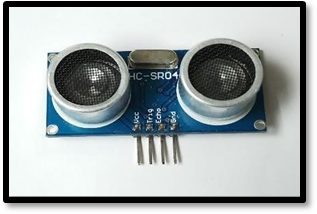 HC-SR04
Vcc
Trig
Echo
Gnd